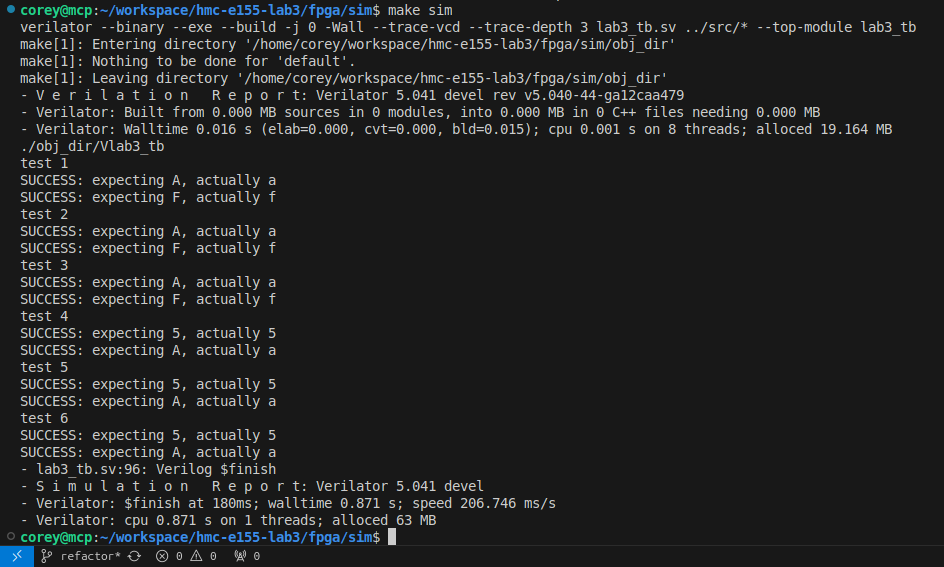 corey@mcp:~/workspace/hmc-e155-lab3/fpga/sim$ make sim
verilator --binary --exe --build -j 0 -Wall --trace-vcd --trace-depth 3 lab3_tb.sv ../src/* --top-module lab3_tb
make[1]: Entering directory '/home/corey/workspace/hmc-e155-lab3/fpga/sim/obj_dir'
make[1]: Nothing to be done for 'default'.
make[1]: Leaving directory '/home/corey/workspace/hmc-e155-lab3/fpga/sim/obj_dir'
- V e r i l a t i o n   R e p o r t: Verilator 5.041 devel rev v5.040-44-ga12caa479
- Verilator: Built from 0.000 MB sources in 0 modules, into 0.000 MB in 0 C++ files needing 0.000 MB
- Verilator: Walltime 0.016 s (elab=0.000, cvt=0.000, bld=0.015); cpu 0.001 s on 8 threads; alloced 19.164 MB
./obj_dir/Vlab3_tb
test 1
SUCCESS: expecting A, actually a
SUCCESS: expecting F, actually f
test 2
SUCCESS: expecting A, actually a
SUCCESS: expecting F, actually f
test 3
SUCCESS: expecting A, actually a
SUCCESS: expecting F, actually f
test 4
SUCCESS: expecting 5, actually 5
SUCCESS: expecting A, actually a
test 5
SUCCESS: expecting 5, actually 5
SUCCESS: expecting A, actually a
test 6
SUCCESS: expecting 5, actually 5
SUCCESS: expecting A, actually a
- lab3_tb.sv:96: Verilog $finish
- S i m u l a t i o n   R e p o r t: Verilator 5.041 devel
- Verilator: $finish at 180ms; walltime 0.871 s; speed 206.746 ms/s
- Verilator: cpu 0.871 s on 1 threads; alloced 63 MB
corey@mcp:~/workspace/hmc-e155-lab3/fpga/sim$
refactor* 0 0 0